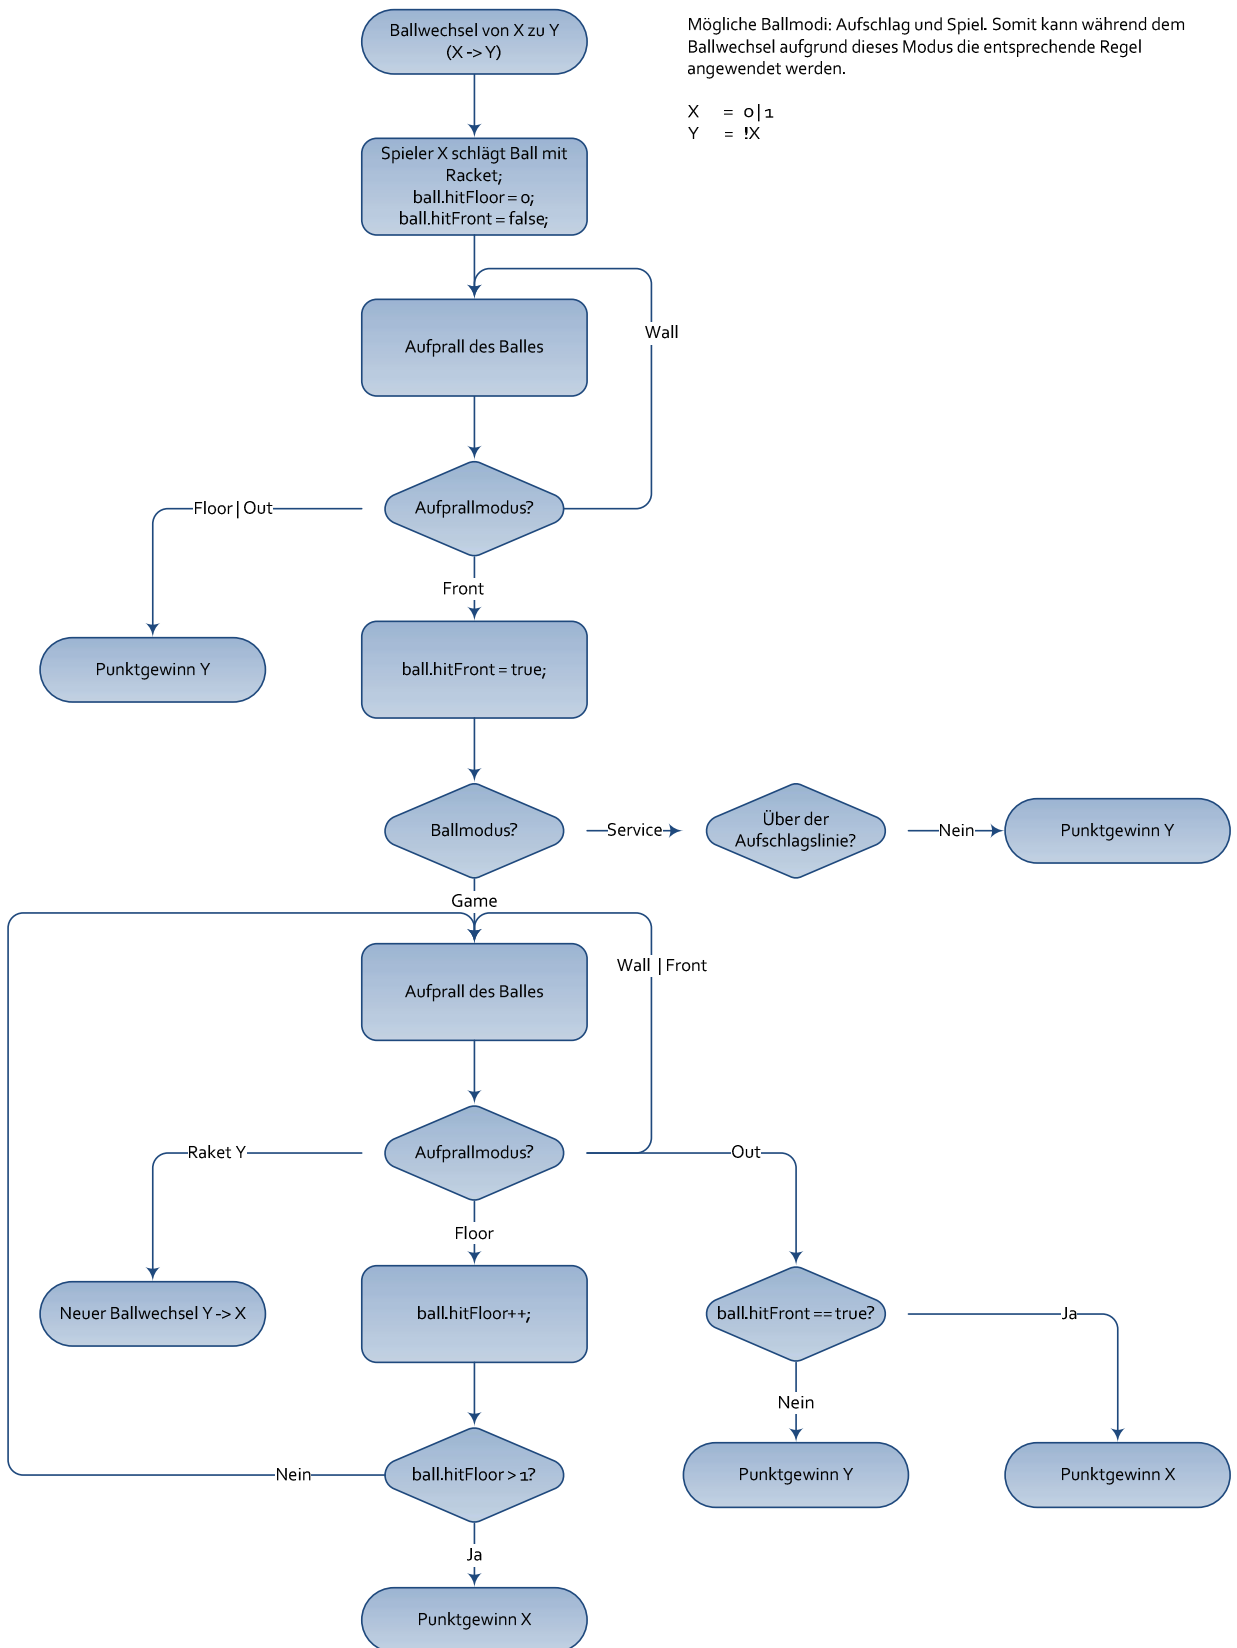 Ballwechsel von X zu Y
(X -> Y)
Mögliche Ballmodi: Aufschlag und Spiel. Somit kann während dem
Ballwechsel aufgrund dieses Modus die entsprechende Regel
angewendet werden.
X = 0|1
Y = !X
Spieler X schlägt Ball mit
Racket;
ball.hitFloor = 0;
ball.hitFront = false;
Wall
Aufprall des Balles
Aufprallmodus?
Floor | Out
Front
Punktgewinn Y
ball.hitFront = true;
Ballmodus?
Service
Über der
Aufschlagslinie?
Nein
Punktgewinn Y
Game
Wall | Front
Aufprall des Balles
Raket Y
Aufprallmodus?
Out
Floor
Neuer Ballwechsel Y -> X
ball.hitFloor++;
ball.hitFront == true?
Ja
Nein
Nein
ball.hitFloor > 1?
Punktgewinn Y
Punktgewinn X
Ja
Punktgewinn X